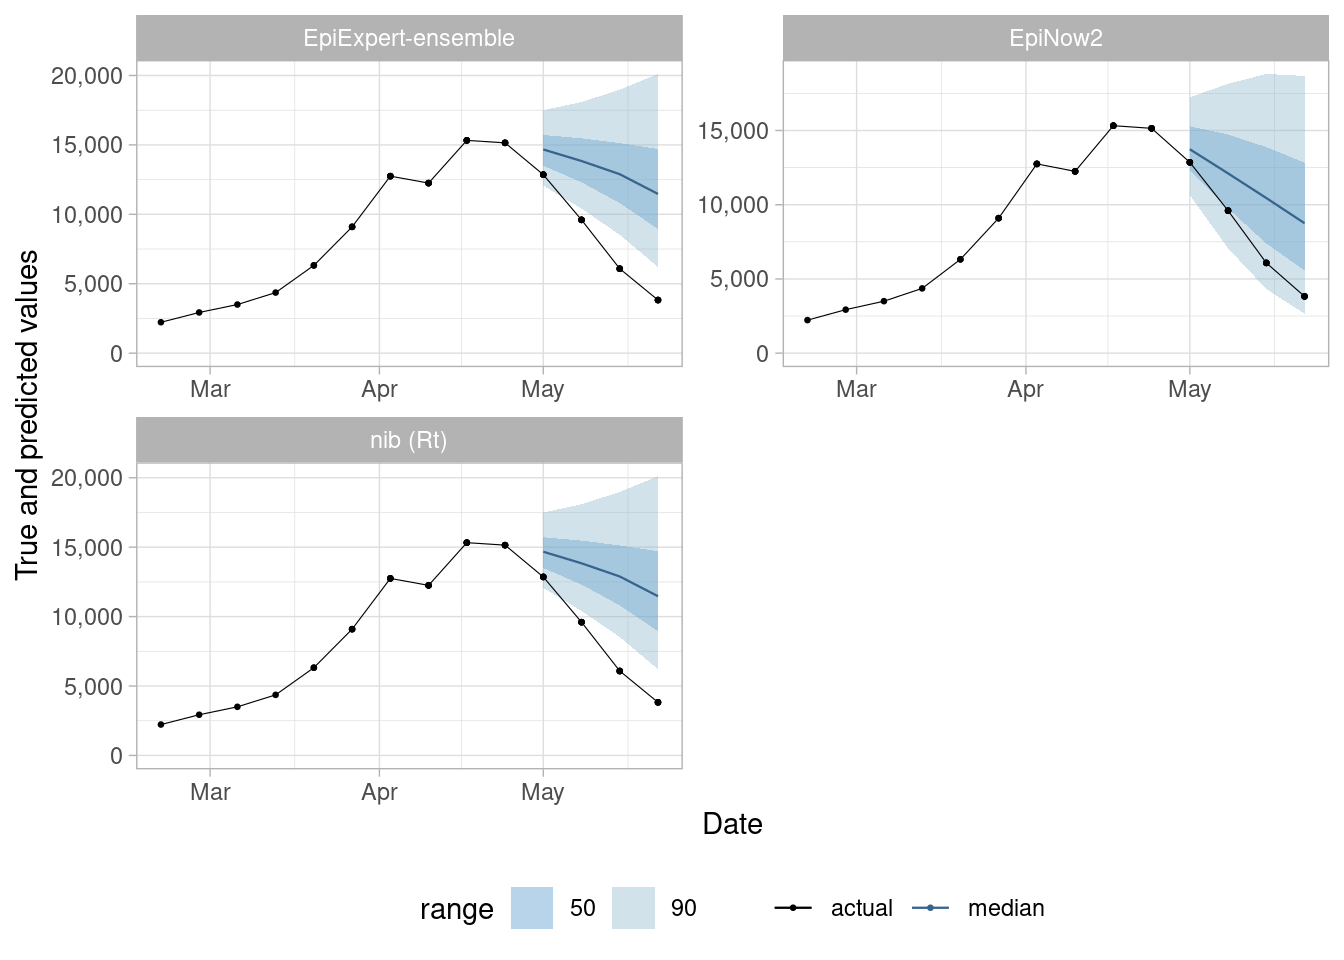 EpiExpert-ensemble
EpiNow2
20,000
15,000
10,000
5,000
0
Mar Apr May
15,000
10,000
5,000
0
Mar Apr May
True and predicted values
nib (Rt)
20,000
15,000
10,000
5,000
0
Mar Apr May
Date
range 50 90 actual median